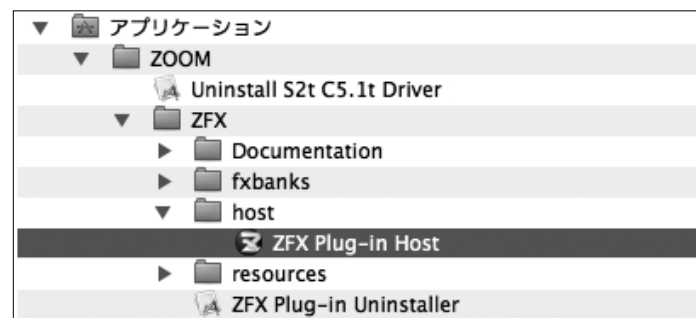 アプリケーション
ZOOM
Uninstall S2t C5.1t Driver
ZFX
Documentation
fxbanks
host
ZFX Plug-in Host
resources
ZFX Plug-in Uninstaller